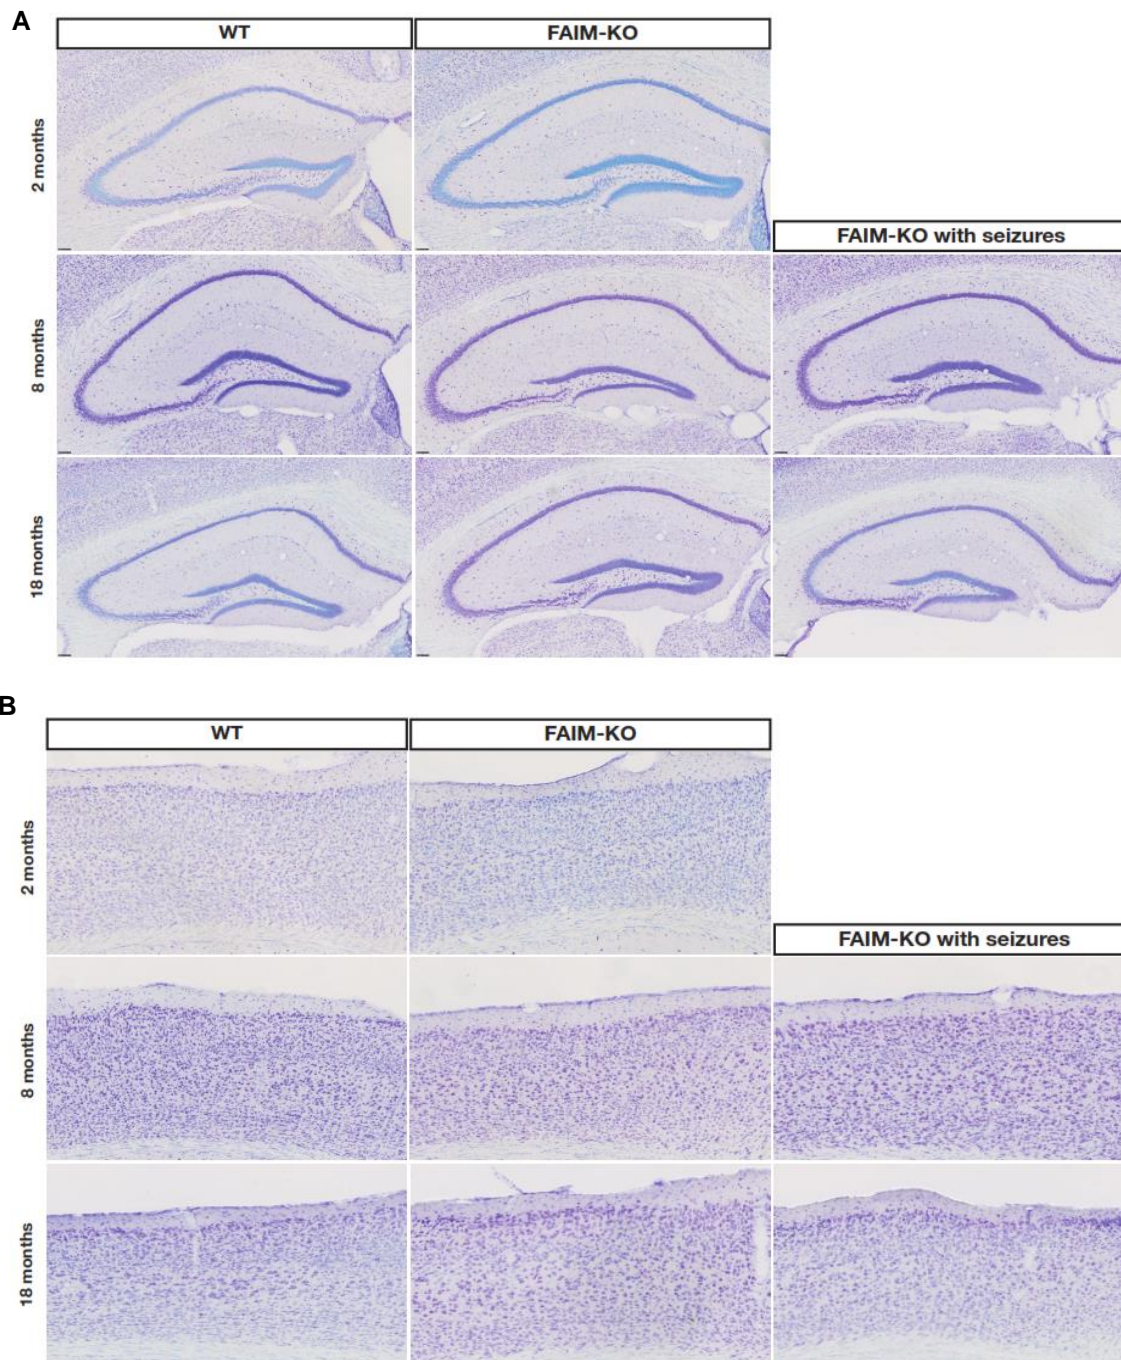 A
WT
FAIM-KO
2 months
FAIM-KO with seizures
8 months
18 months
B
WT
FAIM-KO
2 months
FAIM-KO with seizures
8 months
18 months